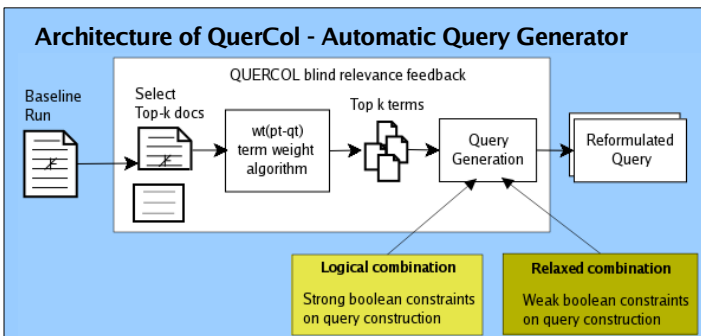 Architecture of QuerCol - Automatic Query Generator
QUERCOL blind relevance feedback
Baseline
Run
Select
Top-k docs
wt(pt-qt)
term weight
algorithm
Top k terms
Query
Generation
Reformulated
Query
Logical combination
Strong boolean constraints
on query construction
Relaxed combination
Weak boolean constraints
on query construction